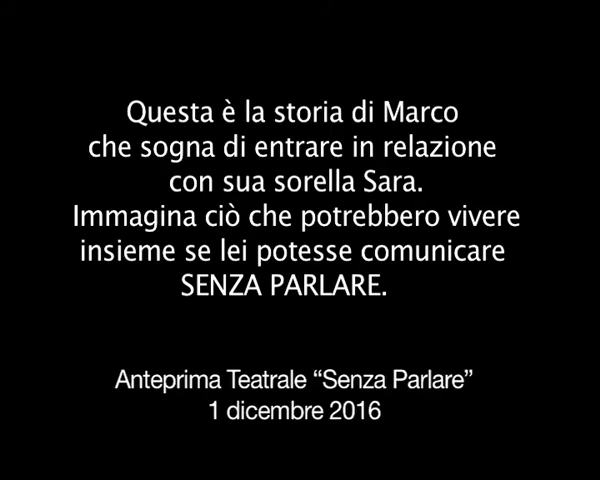 Questa è la storia di Marco
che sogna di entrare in relazione
con sua sorella Sara.
Immagina ciò che potrebbero vivere
insieme se lei potesse comunicare
SENZA PARLARE.
Anteprima Teatrale “Senza Parlare”
1 dicembre 2016